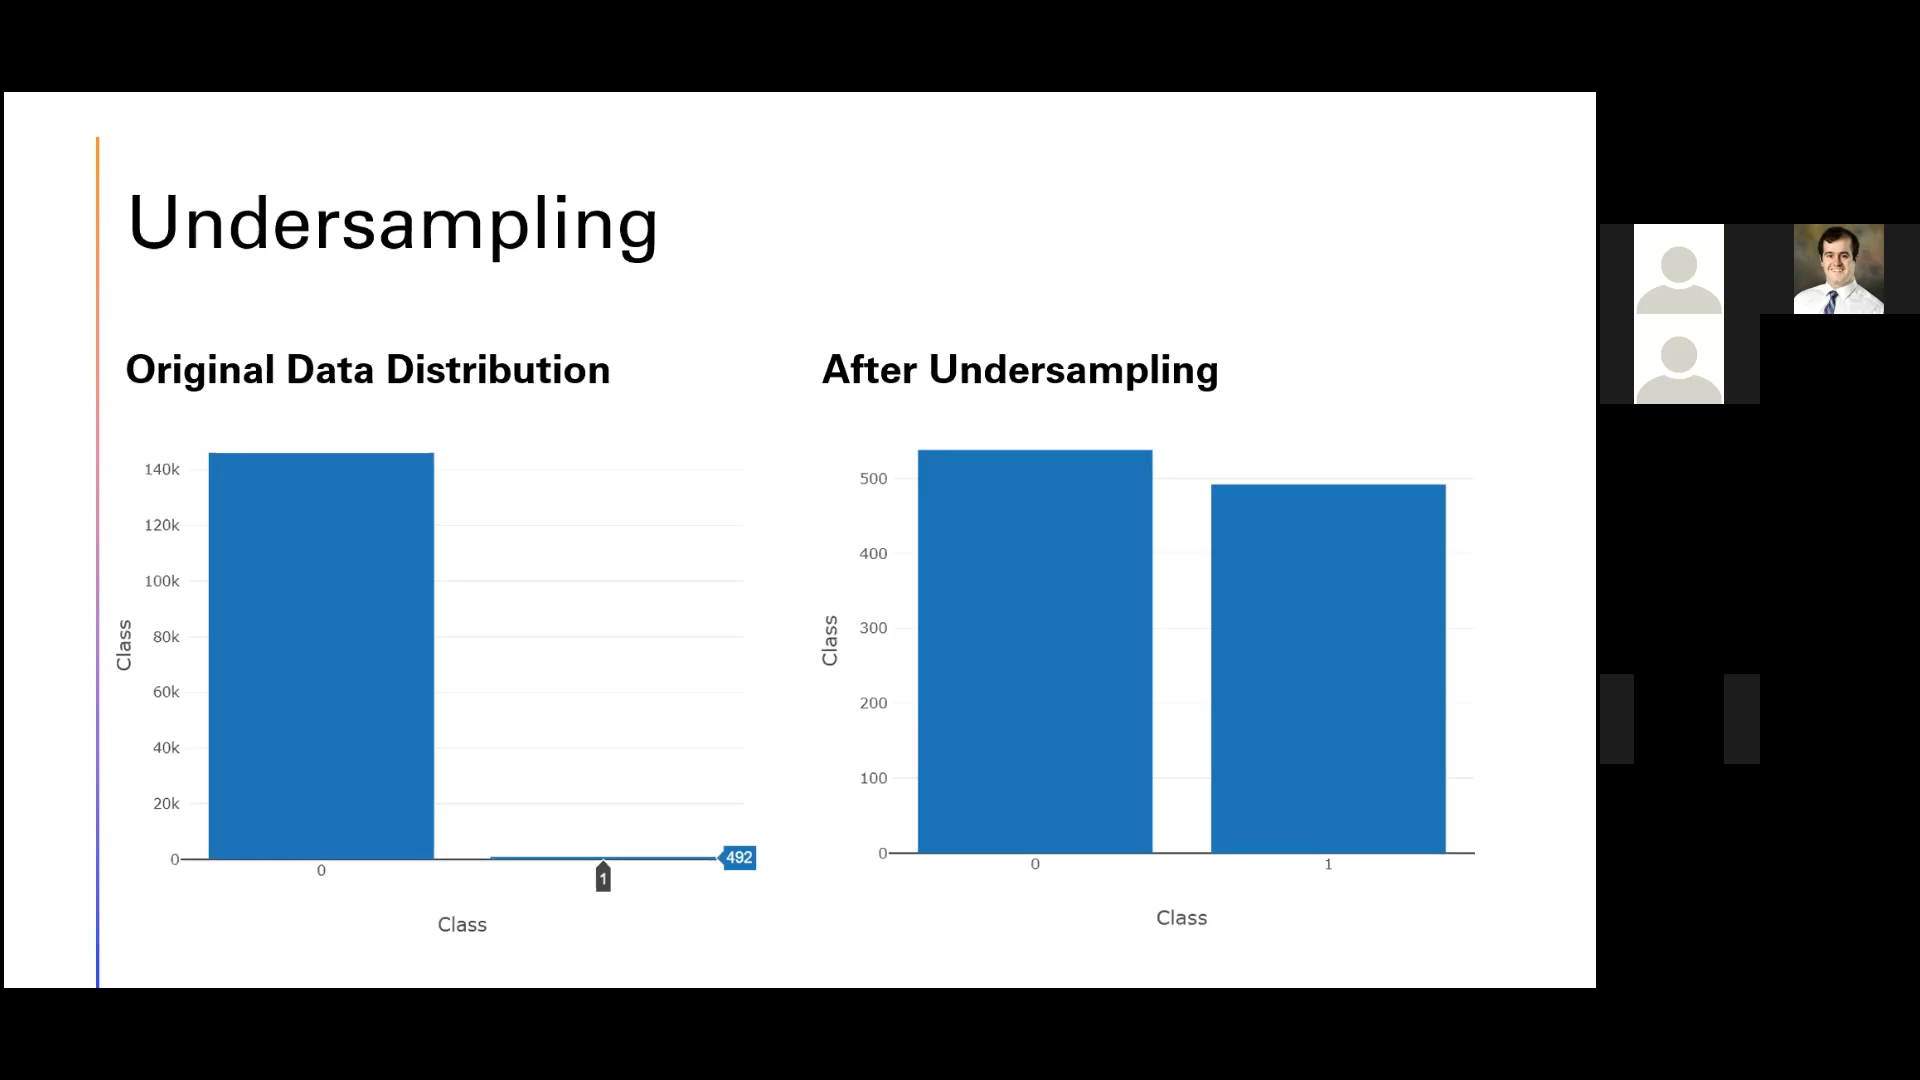 Undersampling
Original Data Distribution
140k
120k
100k
80k
60k
40k
20k
0
Class
0
1
492
Class
After Undersampling
500
400
300
200
100
0
Class
0
1
Class